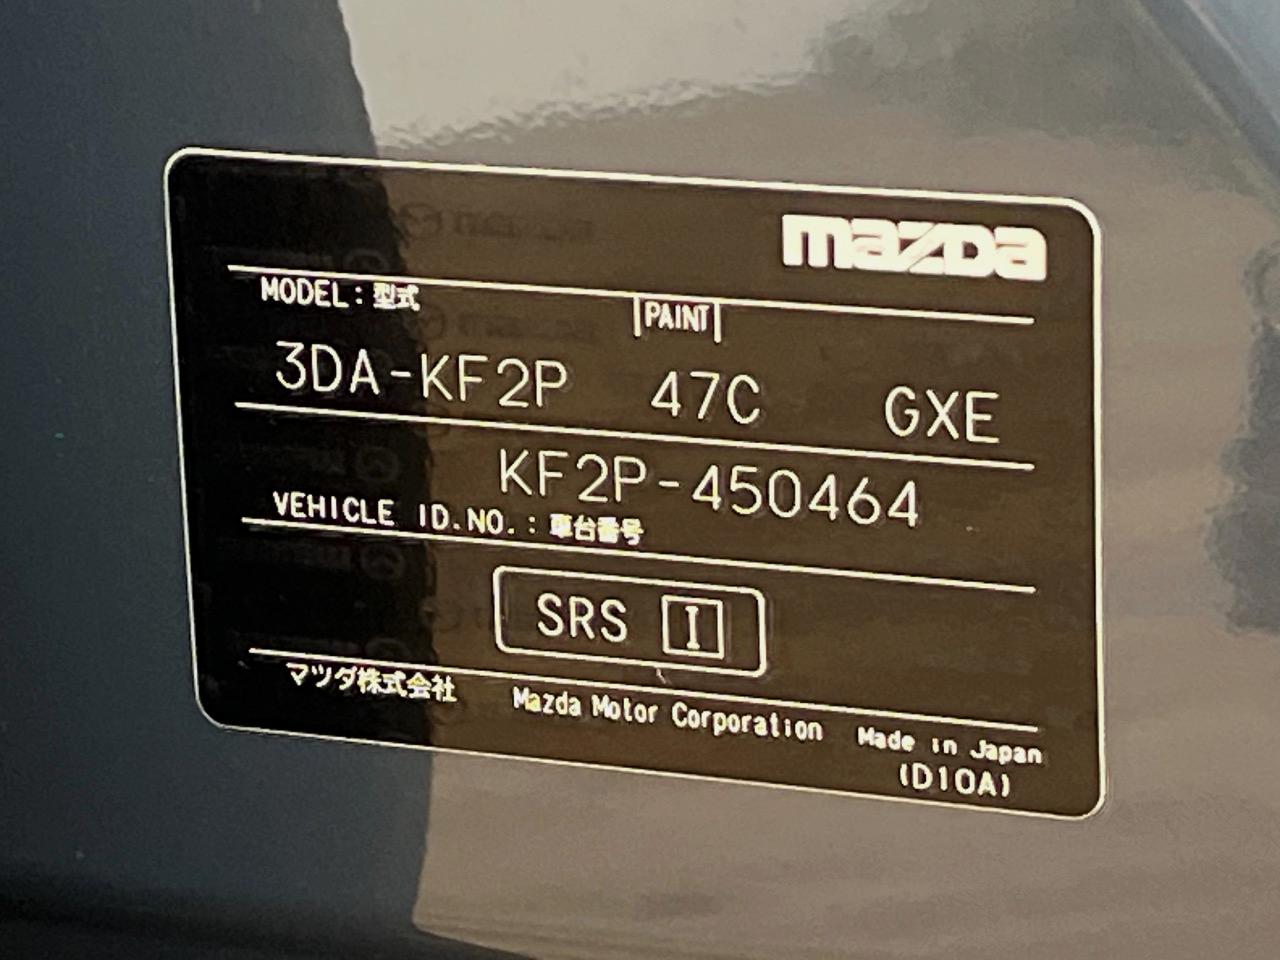 mazda
MODEL：型式 PAINT
3DA-KF2P 47C GXE
KF2P-450464
VEHICLE ID.NO.：車台番号
SRS I
マツダ株式会社 Mazda Motor Corporation Made in Japan
(D10A)